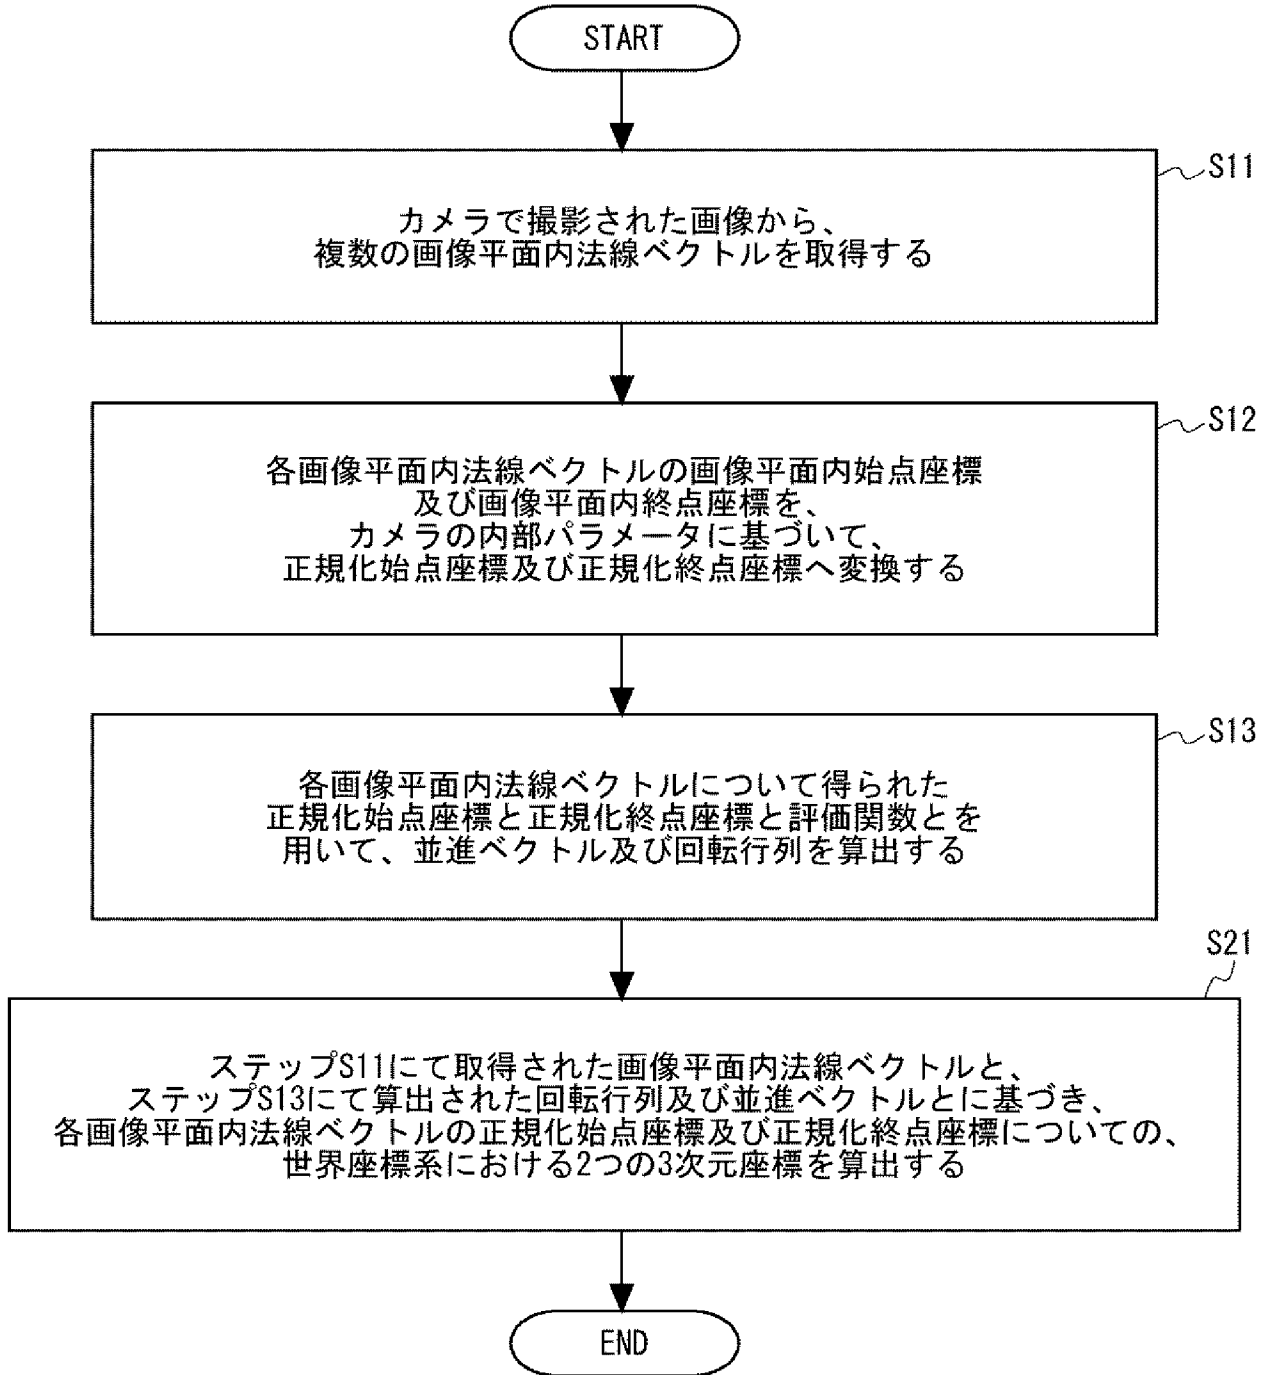 START
S11
カメラで撮影された画像から、
複数の画像平面内法線ベクトルを取得する
S12
各画像平面内法線ベクトルの画像平面内始点座標
及び画像平面内終点座標を、
カメラの内部パラメータに基づいて、
正規化始点座標及び正規化終点座標へ変換する
S13
各画像平面内法線ベクトルについて得られた
正規化始点座標と正規化終点座標と評価関数とを
用いて、並進ベクトル及び回転行列を算出する
S21
ステップS11にて取得された画像平面内法線ベクトルと、
ステップS13にて算出された回転行列及び並進ベクトルとに基づき、
各画像平面内法線ベクトルの正規化始点座標及び正規化終点座標についての、
世界座標系における2つの3次元座標を算出する
END